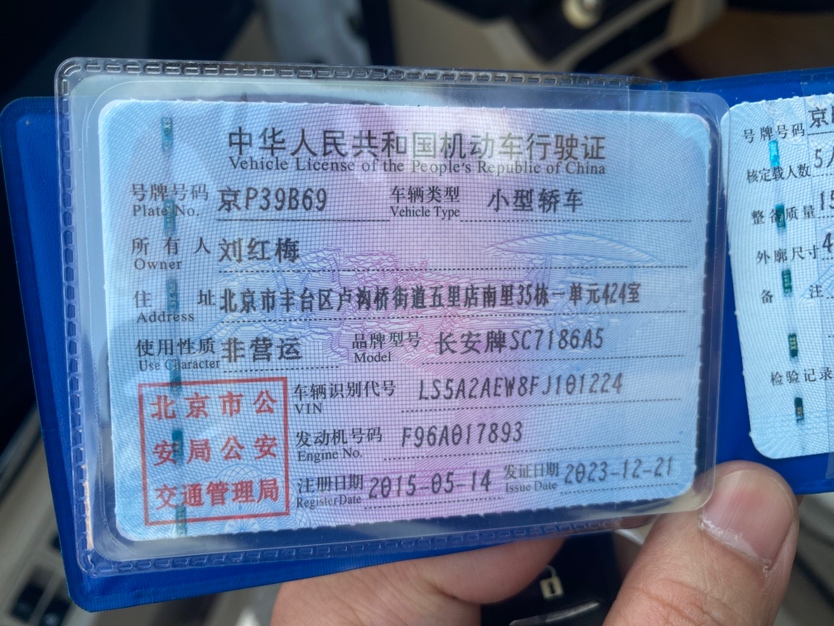 中华人民共和国机动车行驶证
Vehicle License of the People's Republic of China
号牌号码 京P39B69 车辆类型 小型轿车
Plate No. Vehicle Type
所有人 刘红梅
Owner
住址 北京市丰台区卢沟桥街道五里店南里35栋一单元424室
Address
使用性质 非营运 品牌型号 长安牌SC7186A5
Use Character Model
车辆识别代号 LS5A2AEW8FJ101224
VIN
发动机号码 F96A017893
Engine No.
注册日期 2015-05-14 发证日期 2023-12-21
Register Date Issue Date
北京市公
安局公安
交通管理局
号牌号码 京
核定载人数 5
整备质量 15
外廓尺寸 4
备注
检验记录